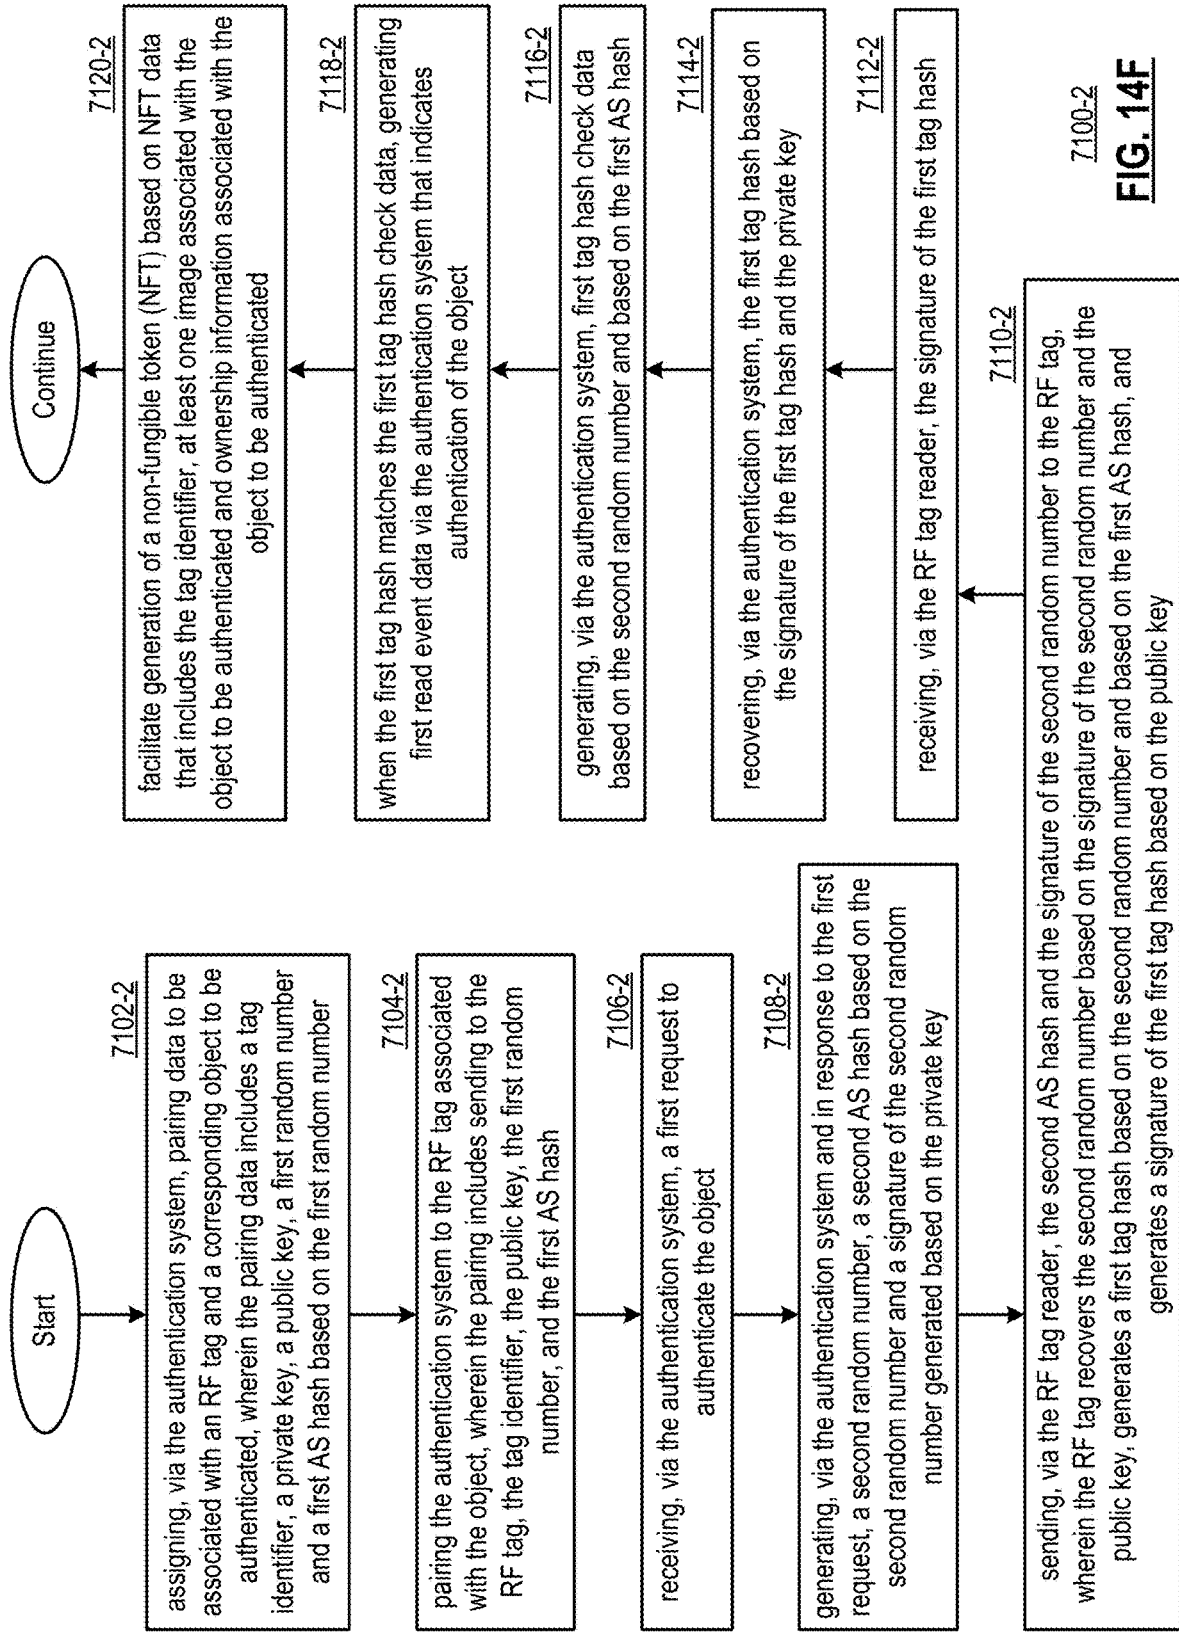 Start
7102-2
assigning, via the authentication system, pairing data to be
associated with an RF tag and a corresponding object to be
authenticated, wherein the pairing data includes a tag
identifier, a private key, a public key, a first random number
and a first AS hash based on the first random number
7104-2
pairing the authentication system to the RF tag associated
with the object, wherein the pairing includes sending to the
RF tag, the tag identifier, the public key, the first random
number, and the first AS hash
7106-2
receiving, via the authentication system, a first request to
authenticate the object
7108-2
generating, via the authentication system and in response to the first
request, a second random number, a second AS hash based on the
second random number and a signature of the second random
number generated based on the private key
7110-2
sending, via the RF tag reader, the second AS hash and the signature of the second random number to the RF tag,
wherein the RF tag recovers the second random number based on the signature of the second random number and the
public key, generates a first tag hash based on the second random number and based on the first AS hash, and
generates a signature of the first tag hash based on the public key
7112-2
receiving, via the RF tag reader, the signature of the first tag hash
7114-2
recovering, via the authentication system, the first tag hash based on
the signature of the first tag hash and the private key
7116-2
generating, via the authentication system, first tag hash check data
based on the second random number and based on the first AS hash
7118-2
when the first tag hash matches the first tag hash check data, generating
first read event data via the authentication system that indicates
authentication of the object
7120-2
facilitate generation of a non-fungible token (NFT) based on NFT data
that includes the tag identifier, at least one image associated with the
object to be authenticated and ownership information associated with the
object to be authenticated
Continue
7100-2
FIG. 14F